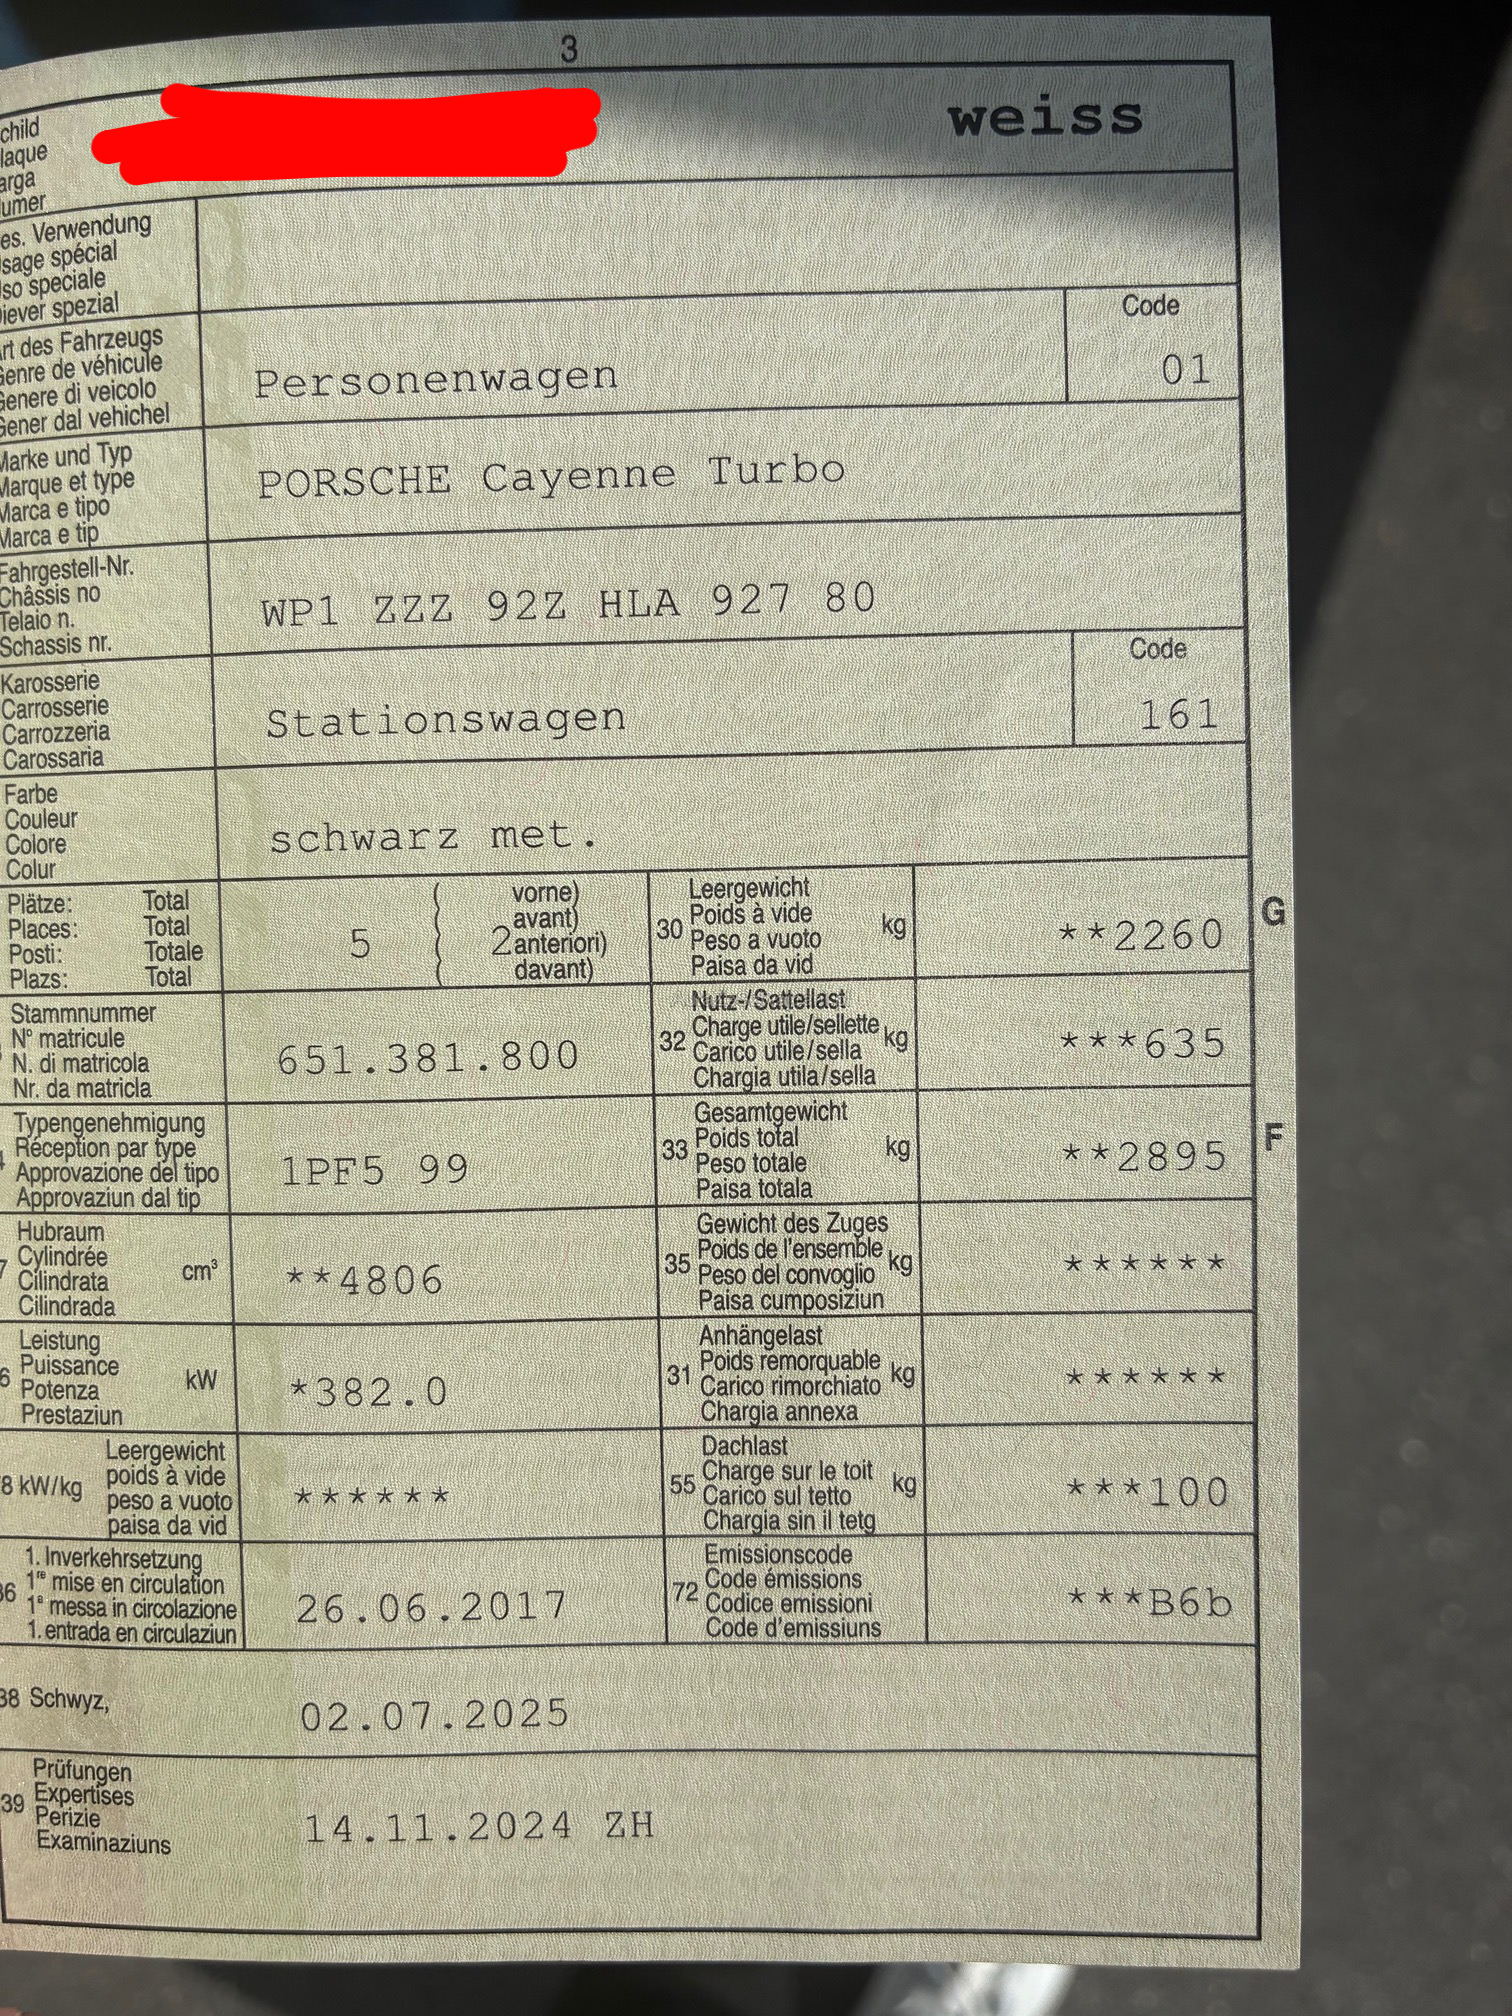 3
child
laque
arga
umer
weiss
es. Verwendung
sage spécial
so speciale
iever spezial
rt des Fahrzeugs
Genre de véhicule
Genere di veicolo
Gener dal vehichel
Personenwagen
Code
01
Marke und Typ
Marque et type
Marca e tipo
Marca e tip
PORSCHE Cayenne Turbo
Fahrgestell-Nr.
Châssis no
Telaio n.
Schassis nr.
WP1 ZZZ 92Z HLA 927 80
Karosserie
Carrosserie
Carrozzeria
Carossaria
Stationswagen
Code
161
Farbe
Couleur
Colore
Colur
schwarz met.
Plätze: Total
Places: Total
Posti: Totale
Plazs: Total
5
2
vorne)
avant)
anteriori)
davant)
30
Leergewicht
Poids à vide
Peso a vuoto
Paisa da vid
kg
**2260
G
Stammnummer
N° matricule
N. di matricola
Nr. da matricla
651.381.800
32
Nutz-/Sattellast
Charge utile/sellette
Carico utile/sella
Chargia utila/sella
kg
***635
Typengenehmigung
Réception par type
Approvazione del tipo
Approvaziun dal tip
1PF5 99
33
Gesamtgewicht
Poids total
Peso totale
Paisa totala
kg
**2895
F
7
Hubraum
Cylindrée
Cilindrata
Cilindrada
cm³
**4806
35
Gewicht des Zuges
Poids de l'ensemble
Peso del convoglio
Paisa cumposiziun
kg
******
6
Leistung
Puissance
Potenza
Prestaziun
kW
*382.0
31
Anhängelast
Poids remorquable
Carico rimorchiato
Chargia annexa
kg
******
8 kW/kg
Leergewicht
poids à vide
peso a vuoto
paisa da vid
******
55
Dachlast
Charge sur le toit
Carico sul tetto
Chargia sin il tetg
kg
***100
36
1. Inverkehrsetzung
1re mise en circulation
1a messa in circolazione
1. entrada en circulaziun
26.06.2017
72
Emissionscode
Code émissions
Codice emissioni
Code d'emissiuns
***B6b
38 Schwyz,
02.07.2025
39
Prüfungen
Expertises
Perizie
Examinaziuns
14.11.2024 ZH